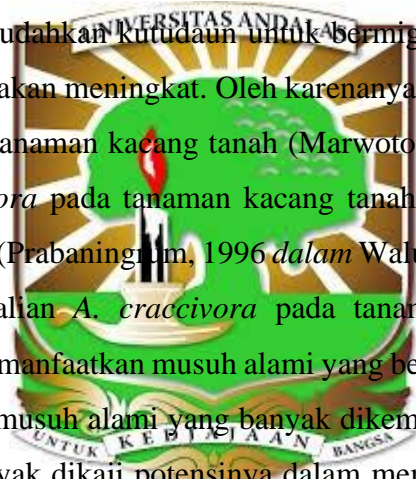 UNIVERSITAS ANDALAS
udahkan kutudaun untuk bermig
akan meningkat. Oleh karenanya
anaman kacang tanah (Marwoto
ora pada tanaman kacang tanah
(Prabaningrum, 1996 dalam Walu
alian A. craccivora pada tanam
manfaatkan musuh alami yang be
musuh alami yang banyak dikem
UNTUK KEDJAJAAN BANGSA
yak dikaji potensinya dalam men